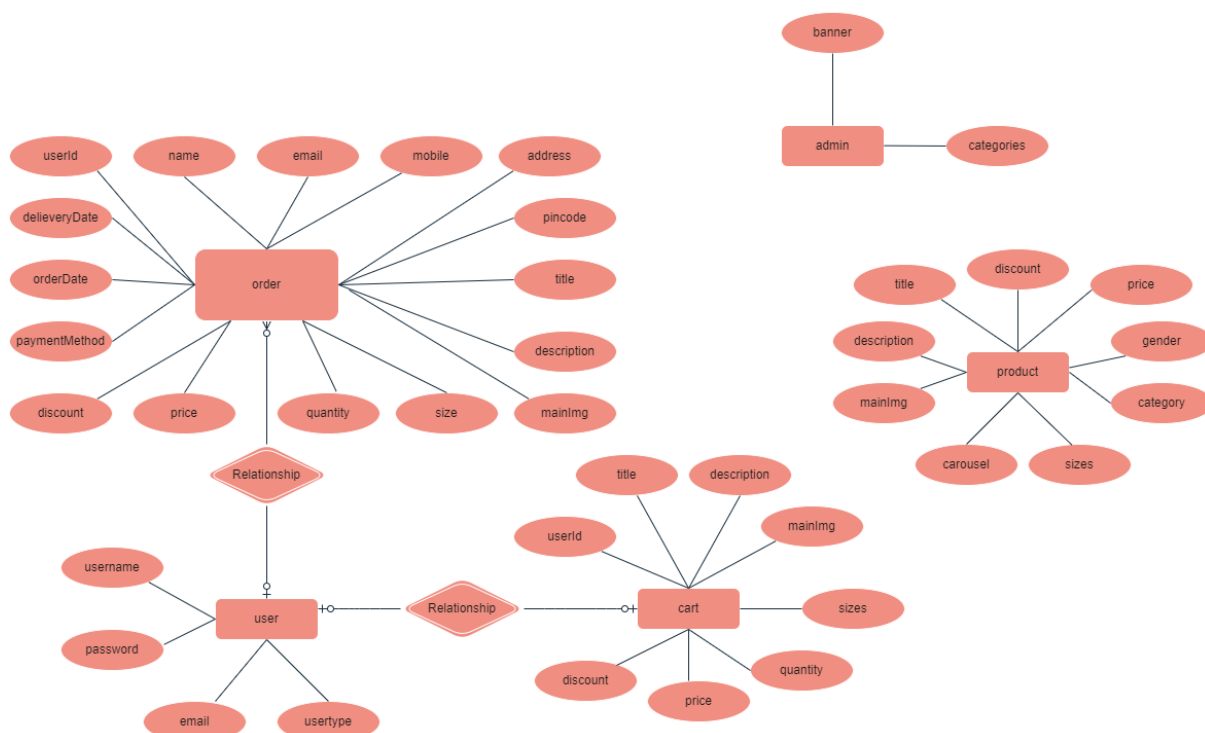 banner
admin
categories
userId
name
email
mobile
address
delieveryDate
pincode
orderDate
order
title
paymentMethod
description
discount
price
quantity
size
mainImg
title
discount
price
description
gender
product
mainImg
category
carousel
sizes
Relationship
title
description
userId
mainImg
username
user
Relationship
cart
sizes
password
discount
quantity
price
email
usertype